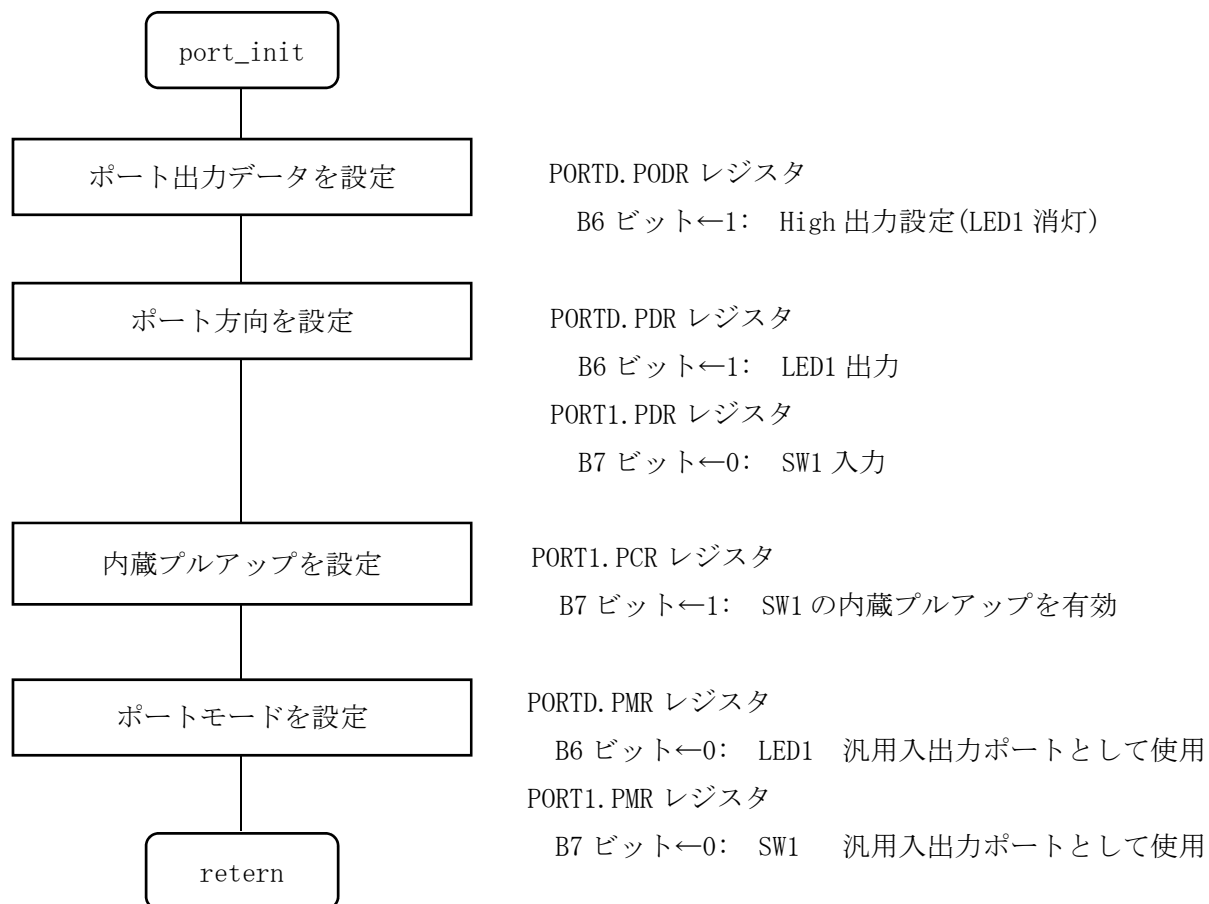 port_init
ポート出力データを設定
PORTD.PODR レジスタ
B6 ビット←1: High 出力設定(LED1 消灯)
ポート方向を設定
PORTD.PDR レジスタ
B6 ビット←1: LED1 出力
PORT1.PDR レジスタ
B7 ビット←0: SW1 入力
内蔵プルアップを設定
PORT1.PCR レジスタ
B7 ビット←1: SW1 の内蔵プルアップを有効
ポートモードを設定
PORTD.PMR レジスタ
B6 ビット←0: LED1 汎用入出力ポートとして使用
PORT1.PMR レジスタ
B7 ビット←0: SW1 汎用入出力ポートとして使用
retern